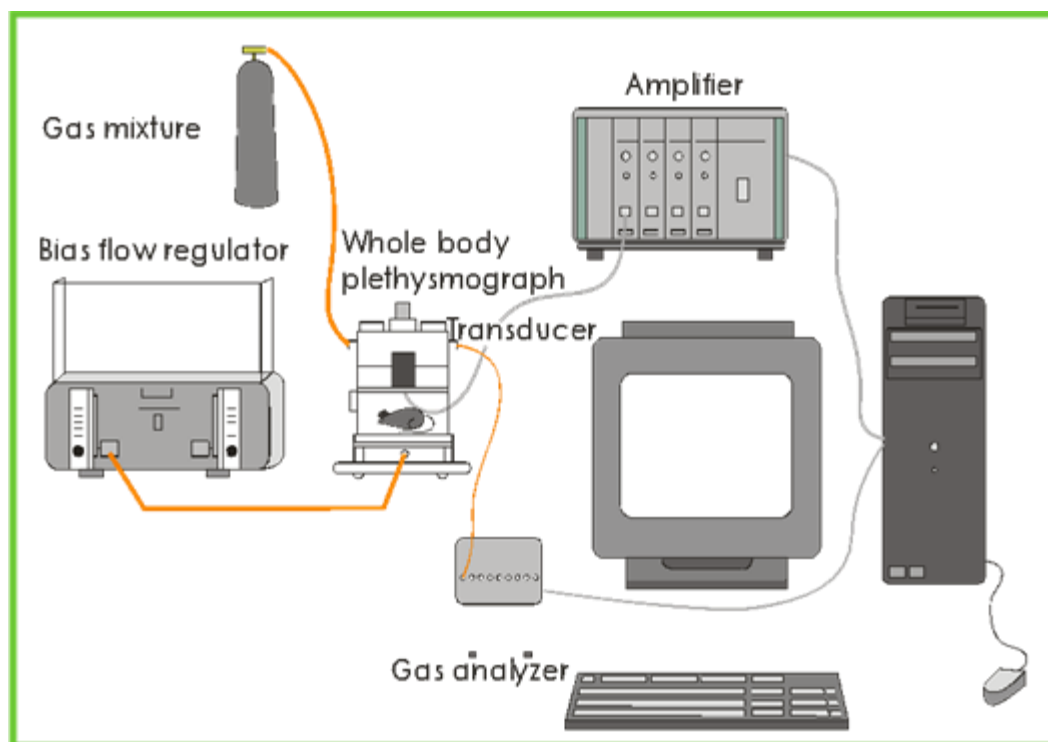 Amplifier
Gas mixture
Bias flow regulator
Whole body
plethysmograph
Transducer
Gas analyzer